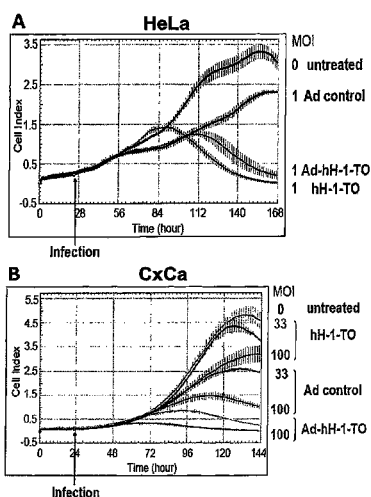 A HeLa
MOI
3.5
2.5
1.5
0.5
-0.5
Cell Index
0 untreated
1 Ad control
1 Ad-hH-1-TO
1 hH-1-TO
0 28 56 84 112 140 168
Time (hour)
Infection
B CxCa
MOI
5.5
4.5
3.5
2.5
1.5
0.5
-0.5
Cell Index
0 untreated
33 hH-1-TO
100
33 Ad control
100
100 Ad-hH-1-TO
0 24 48 72 96 120 144
Time (hour)
Infection